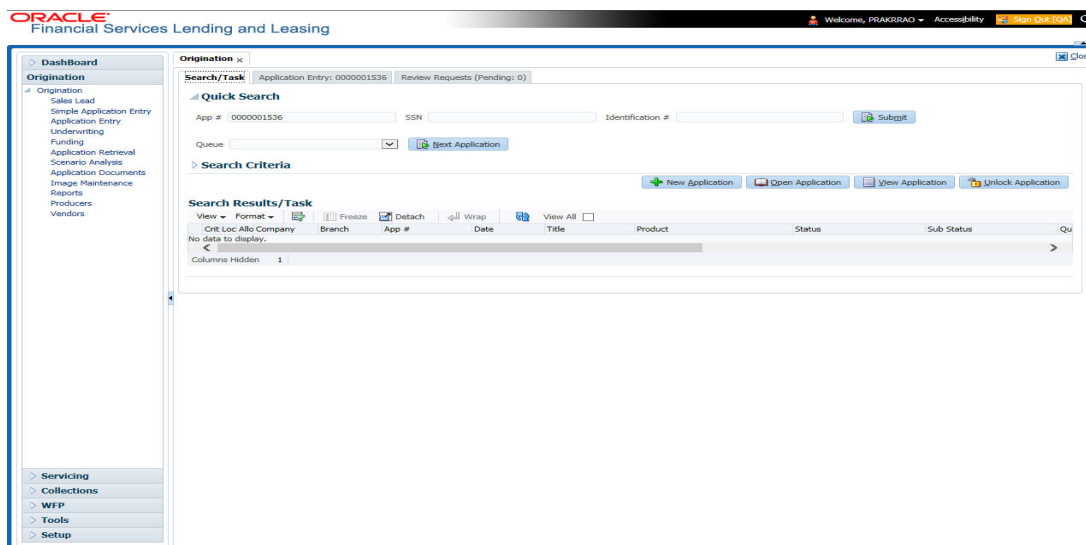 ORACLE'
Financial Services Lending and Leasing
Welcome, PRAKRRAO
Accessibility
Sign Out [QA]
DashBoard
Origination
Origination
Sales Lead
Simple Application Entry
Application Entry
Underwriting
Funding
Application Retrieval
Scenario Analysis
Application Documents
Image Maintenance
Reports
Producers
Vendors
Servicing
Collections
WFP
Tools
Setup
Origination x
Clos
Search/Task Application Entry: 0000001536 Review Requests (Pending: 0)
Quick Search
App # 0000001536 SSN Identification # Submit
Queue Next Application
Search Criteria
New Application Open Application View Application Unlock Application
Search Results/Task
View Format Freeze Detach Wrap View All
Crit Loc Allo Company Branch App # Date Title Product Status Sub Status Qu
No data to display.
Columns Hidden 1